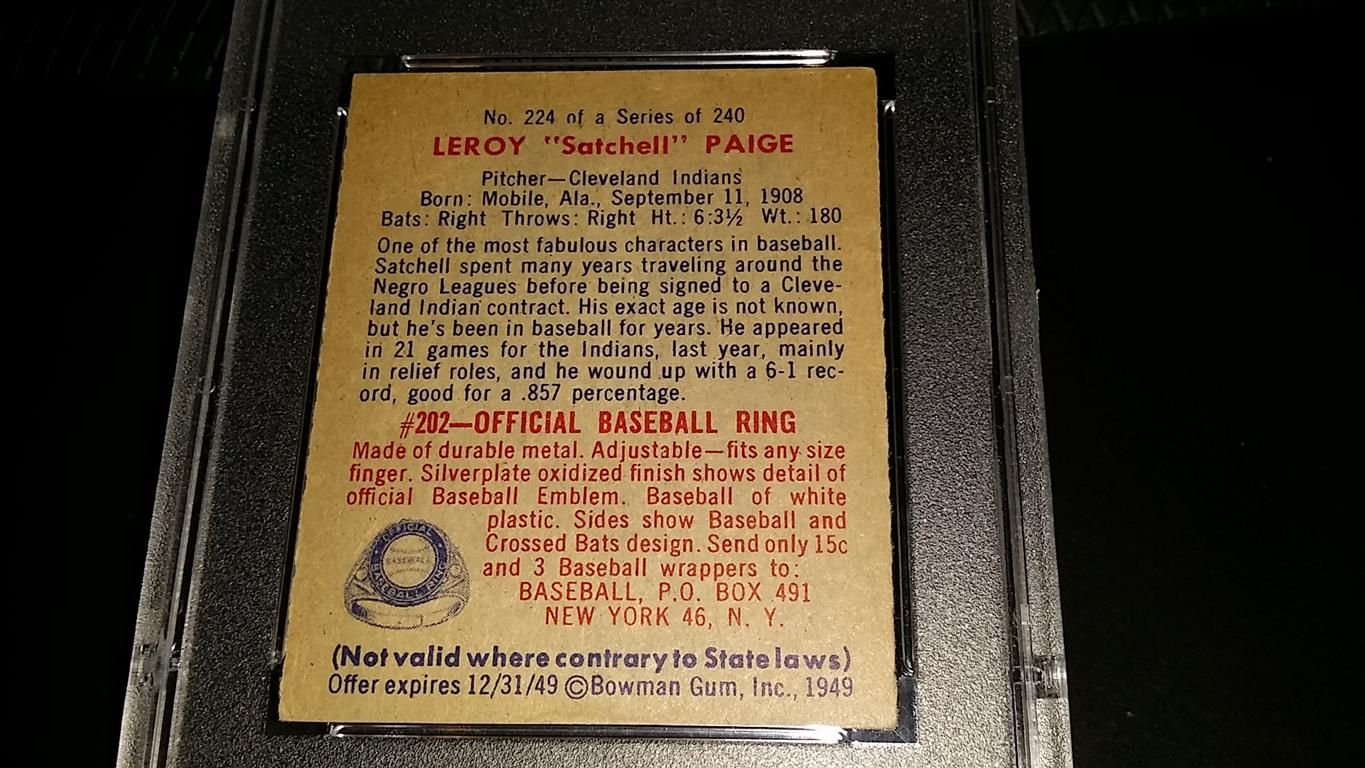 No. 224 of a Series of 240
LEROY "Satchell" PAIGE
Pitcher—Cleveland Indians
Born: Mobile, Ala., September 11, 1908
Bats: Right Throws: Right Ht.: 6:3½ Wt.: 180
One of the most fabulous characters in baseball.
Satchell spent many years traveling around the
Negro Leagues before being signed to a Cleve-
land Indian contract. His exact age is not known,
but he's been in baseball for years. He appeared
in 21 games for the Indians, last year, mainly
in relief roles, and he wound up with a 6-1 rec-
ord, good for a .857 percentage.
#202—OFFICIAL BASEBALL RING
Made of durable metal. Adjustable—fits any size
finger. Silverplate oxidized finish shows detail of
official Baseball Emblem. Baseball of white
plastic. Sides show Baseball and
Crossed Bats design. Send only 15c
and 3 Baseball wrappers to:
BASEBALL, P.O. BOX 491
NEW YORK 46, N. Y.
OFFICIAL
BASEBALL
BASEBALL RING
(Not valid where contrary to State laws)
Offer expires 12/31/49 ©Bowman Gum, Inc., 1949